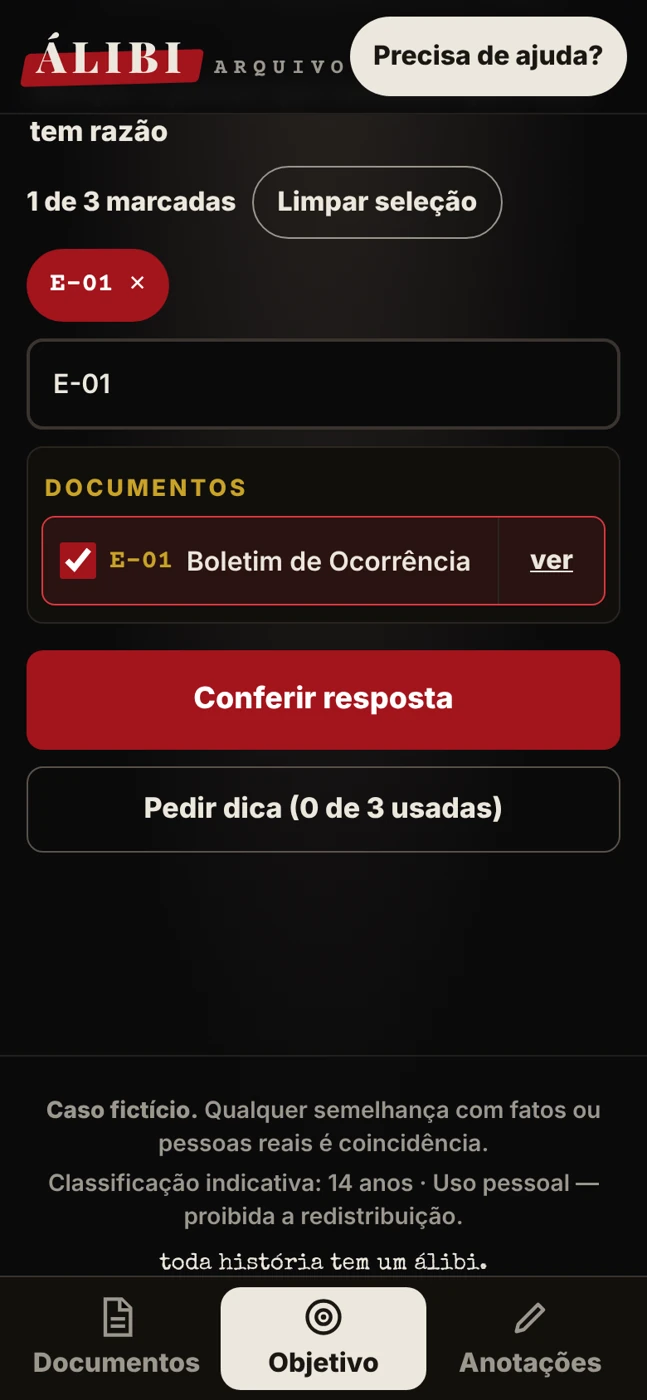 ÁLIBI ARQUIVO Precisa de ajuda?
tem razão
1 de 3 marcadas Limpar seleção
E-01 ×
E-01
DOCUMENTOS
E-01 Boletim de Ocorrência ver
Conferir resposta
Pedir dica (0 de 3 usadas)
Caso fictício. Qualquer semelhança com fatos ou
pessoas reais é coincidência.
Classificação indicativa: 14 anos · Uso pessoal —
proibida a redistribuição.
toda história tem um álibi.
Documentos Objetivo Anotações